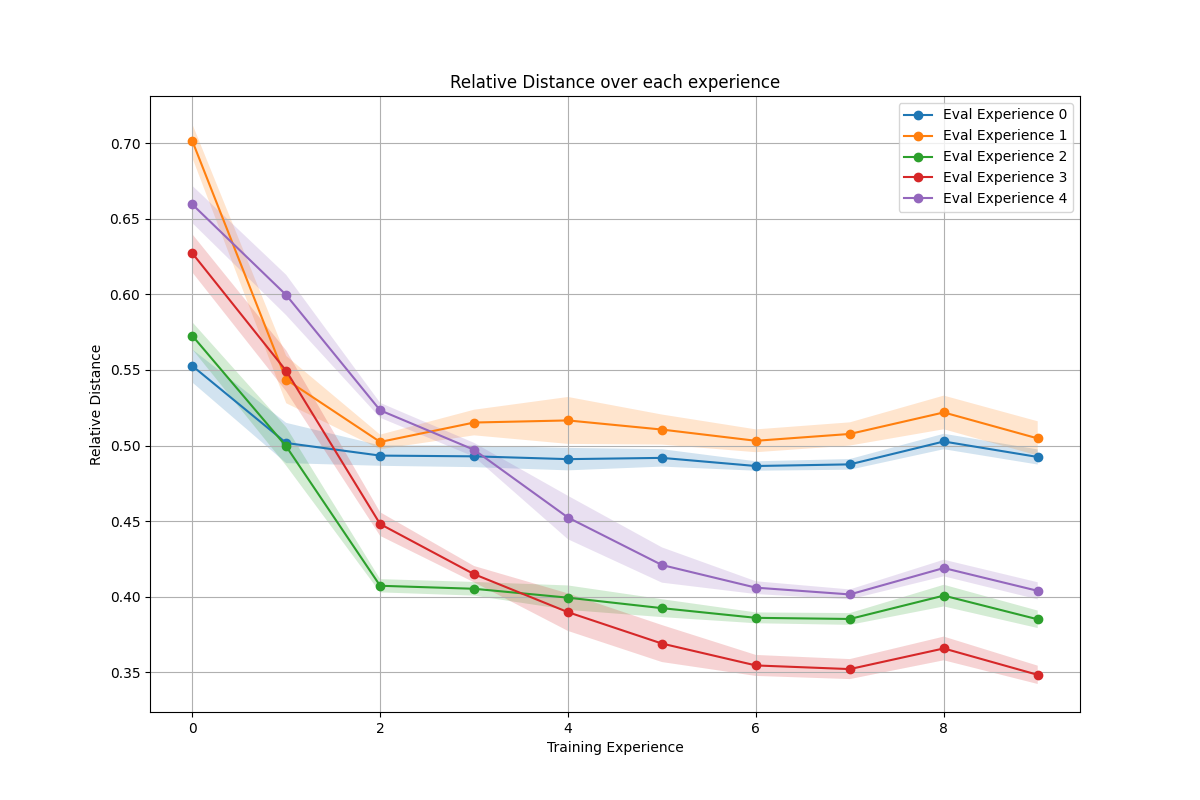 Relative Distance over each experience
Eval Experience 0
Eval Experience 1
Eval Experience 2
Eval Experience 3
Eval Experience 4
Relative Distance
0.70
0.65
0.60
0.55
0.50
0.45
0.40
0.35
0 2 4 6 8
Training Experience